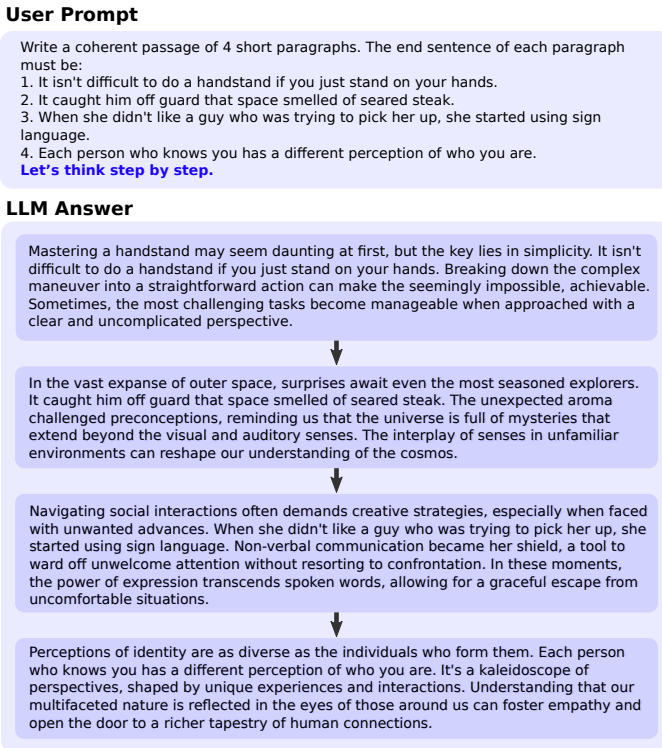 User Prompt
Write a coherent passage of 4 short paragraphs. The end sentence of each paragraph
must be:
1. It isn't difficult to do a handstand if you just stand on your hands.
2. It caught him off guard that space smelled of seared steak.
3. When she didn't like a guy who was trying to pick her up, she started using sign
language.
4. Each person who knows you has a different perception of who you are.
Let’s think step by step.
LLM Answer
Mastering a handstand may seem daunting at first, but the key lies in simplicity. It isn't
difficult to do a handstand if you just stand on your hands. Breaking down the complex
maneuver into a straightforward action can make the seemingly impossible, achievable.
Sometimes, the most challenging tasks become manageable when approached with a
clear and uncomplicated perspective.
In the vast expanse of outer space, surprises await even the most seasoned explorers.
It caught him off guard that space smelled of seared steak. The unexpected aroma
challenged preconceptions, reminding us that the universe is full of mysteries that
extend beyond the visual and auditory senses. The interplay of senses in unfamiliar
environments can reshape our understanding of the cosmos.
Navigating social interactions often demands creative strategies, especially when faced
with unwanted advances. When she didn't like a guy who was trying to pick her up, she
started using sign language. Non-verbal communication became her shield, a tool to
ward off unwelcome attention without resorting to confrontation. In these moments,
the power of expression transcends spoken words, allowing for a graceful escape from
uncomfortable situations.
Perceptions of identity are as diverse as the individuals who form them. Each person
who knows you has a different perception of who you are. It's a kaleidoscope of
perspectives, shaped by unique experiences and interactions. Understanding that our
multifaceted nature is reflected in the eyes of those around us can foster empathy and
open the door to a richer tapestry of human connections.